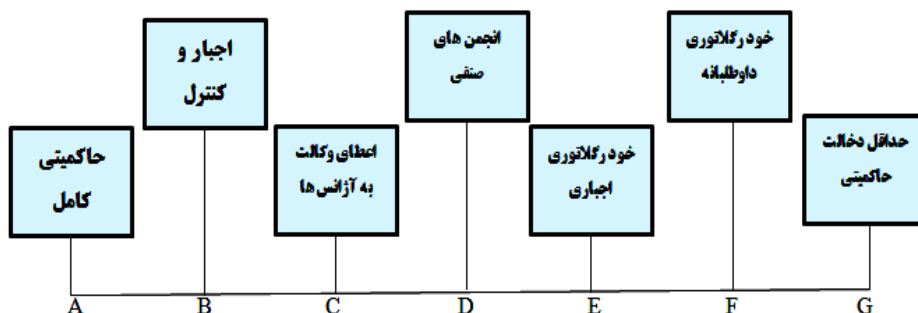 حاکمیتی
کامل
اجبار و
کنترل
اعطای وکالت
به آژانس‌ها
انجمن های
صنفی
خود رگلاتوری
اجباری
خود رگلاتوری
داوطلبانه
حداقل دخالت
حاکمیتی
A B C D E F G